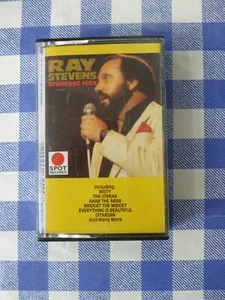 RAY
STEVENS
GREATEST HITS
SPOT
Including
MISTY
THE STREAK
AHAB THE ARAB
BRIDGET THE MIDGET
EVERYTHING IS BEAUTIFUL
GITARZAN
And Many More